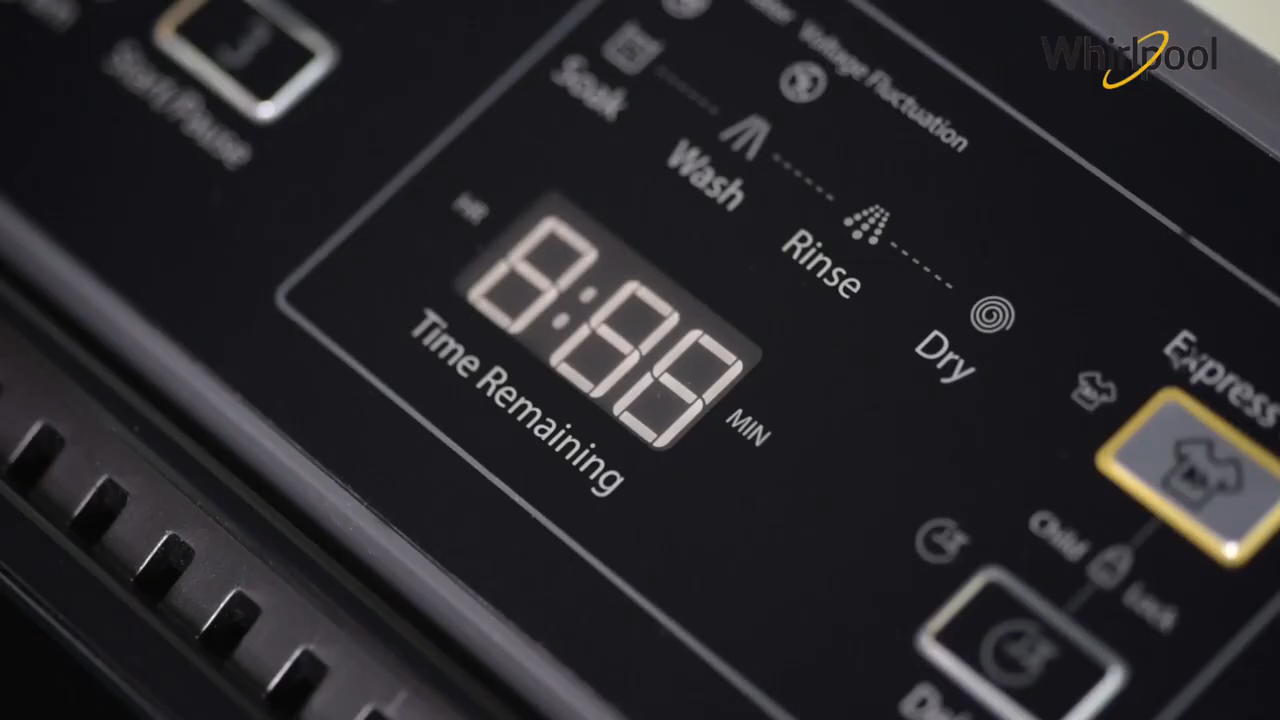 Whirlpool
Start/Pause
Voltage Fluctuation
Soak
Wash
Rinse
Dry
HR
8:88
MIN
Time Remaining
Express
Child Lock